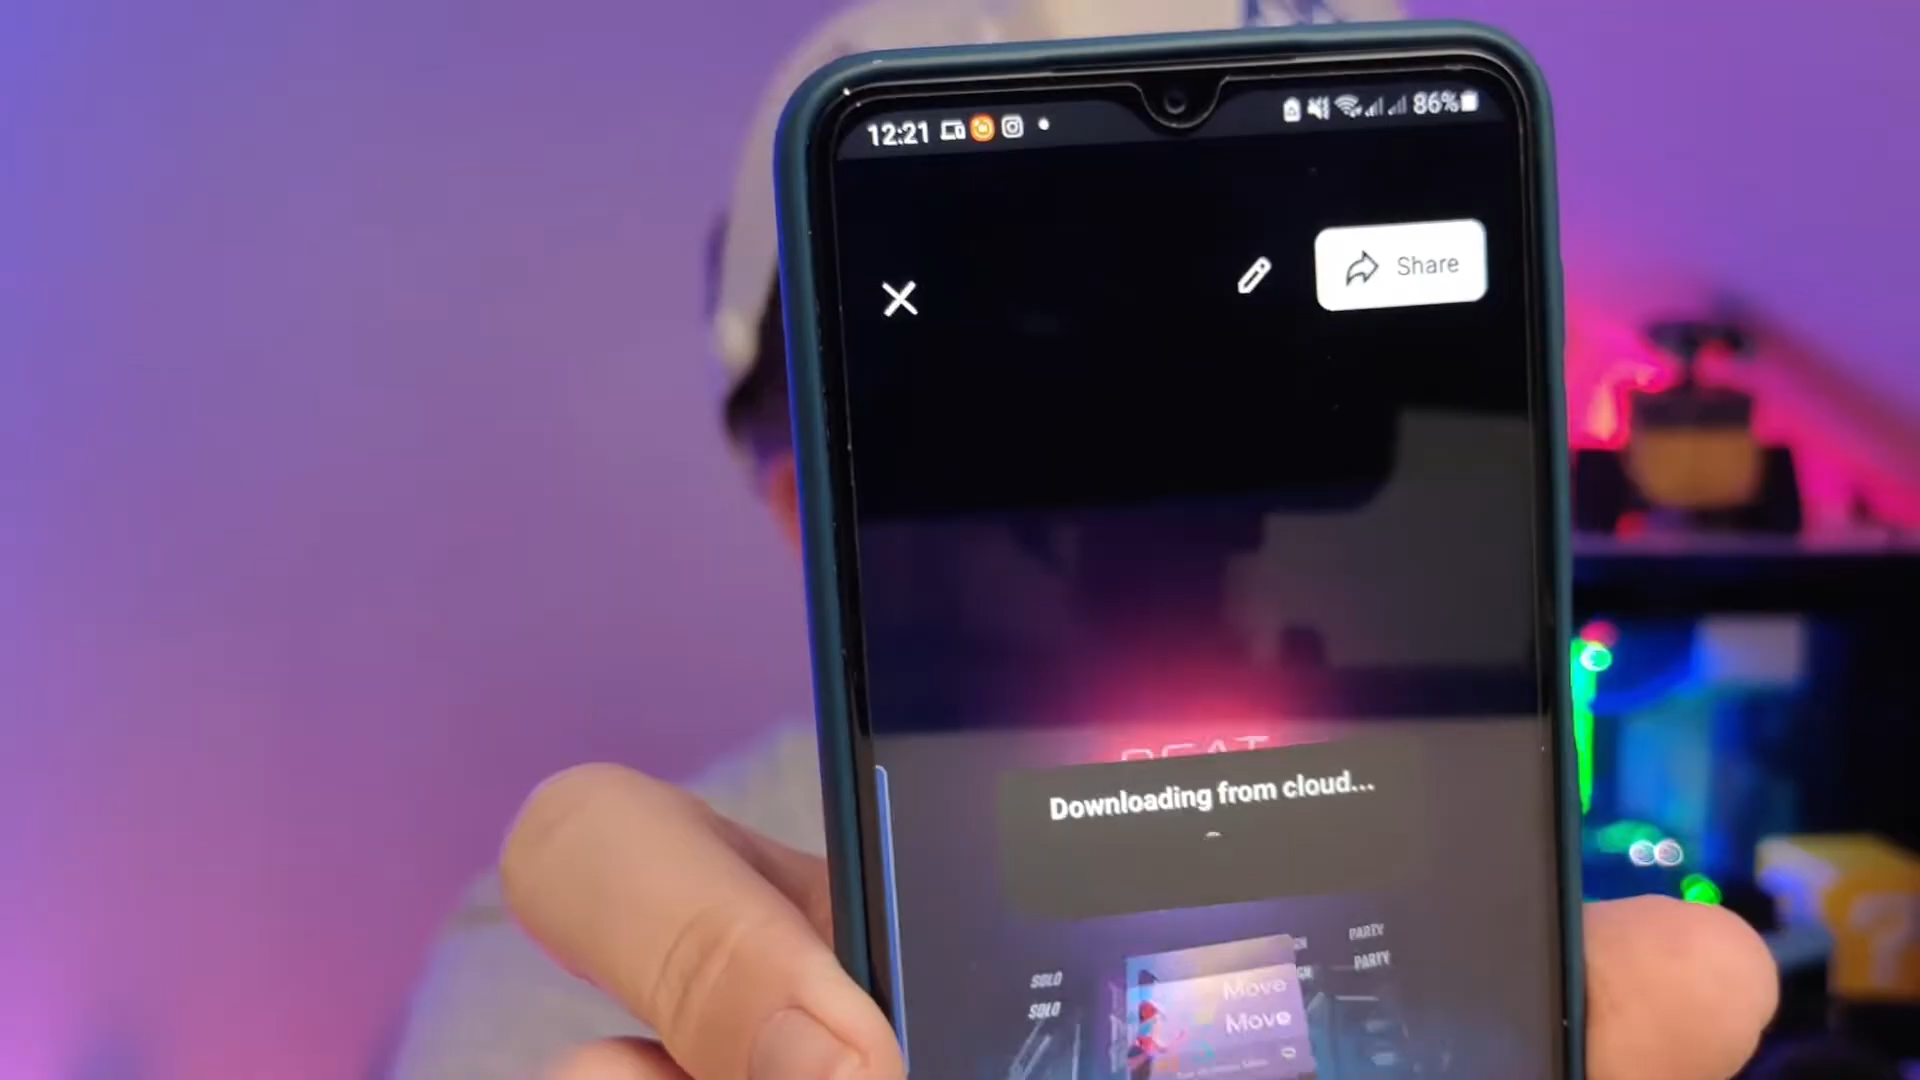 12:21
86%
Share
Downloading from cloud...
PARTY
PARTY
SOLO
SOLO
Move
Move